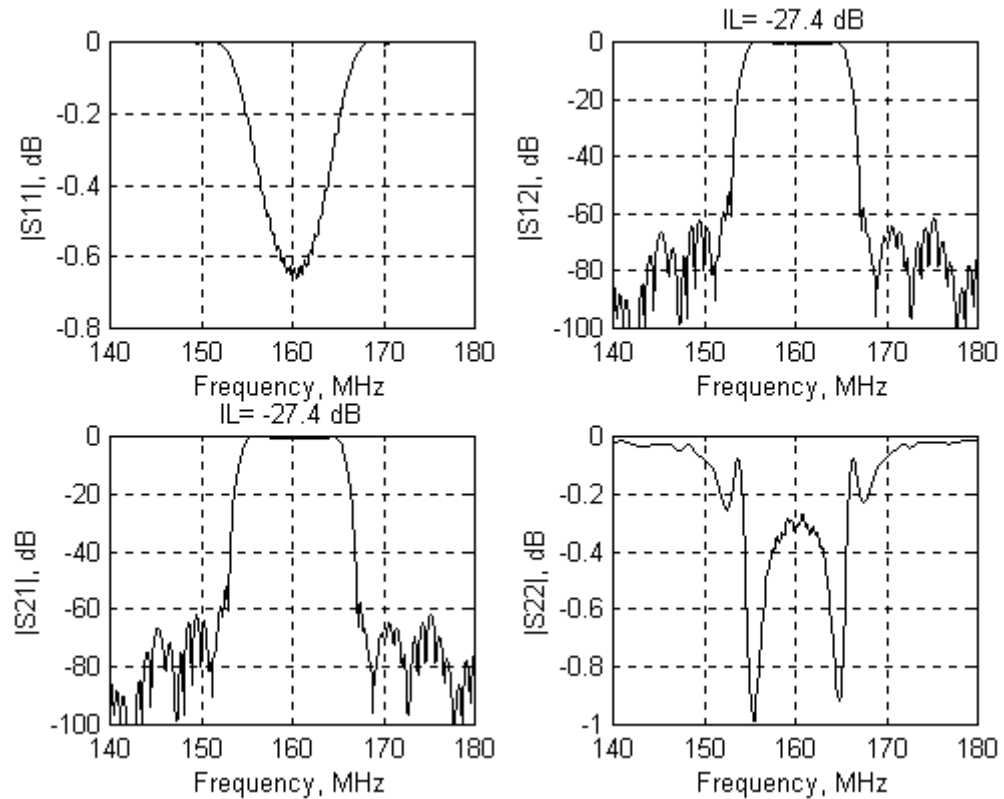 0
-0.2
-0.4
-0.6
-0.8
|S11|, dB
140 150 160 170 180
Frequency, MHz
IL= -27.4 dB
0
-20
-40
-60
-80
-100
|S12|, dB
140 150 160 170 180
Frequency, MHz
IL= -27.4 dB
0
-20
-40
-60
-80
-100
|S21|, dB
140 150 160 170 180
Frequency, MHz
0
-0.2
-0.4
-0.6
-0.8
-1
|S22|, dB
140 150 160 170 180
Frequency, MHz